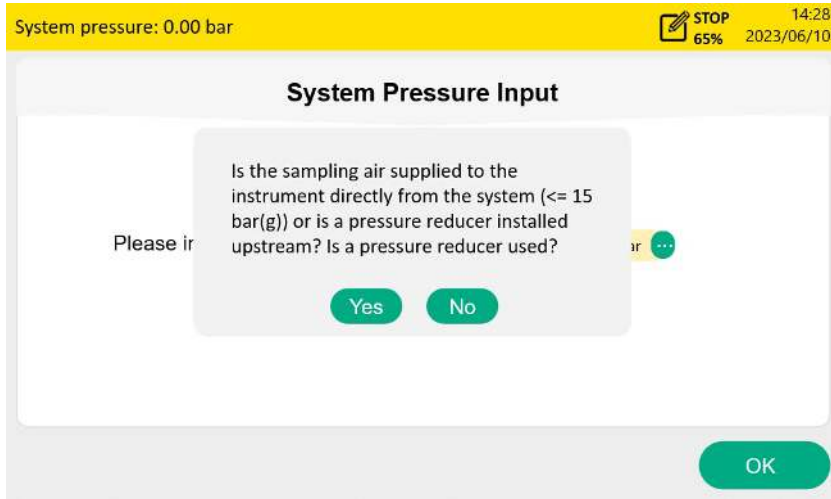 System pressure: 0.00 bar
STOP
65%
14:28
2023/06/10
System Pressure Input
Is the sampling air supplied to the
instrument directly from the system (<= 15
bar(g)) or is a pressure reducer installed
upstream? Is a pressure reducer used?
Please
Yes
No
OK